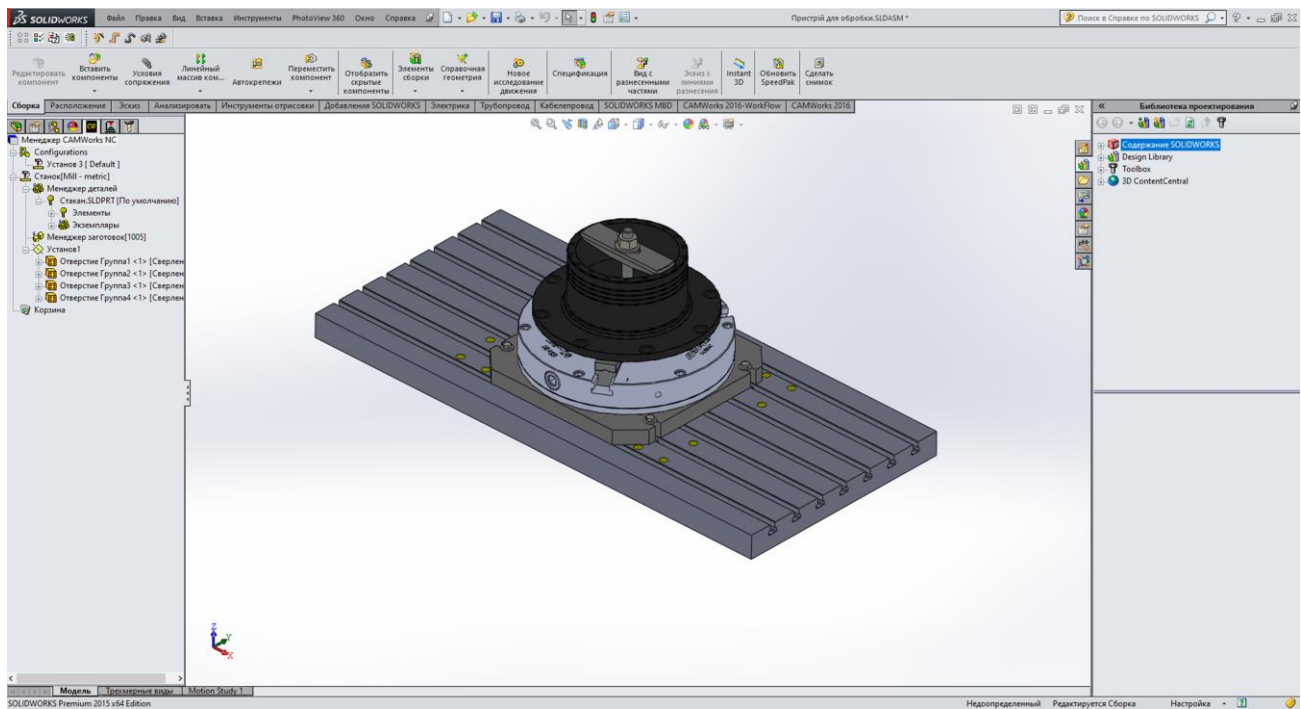 SOLIDWORKS Файл Правка Вид Вставка Инструменты PhotoView 360 Окно Справка Пристрій для обробки.SLDASM * Поиск в Справке по SOLIDWORKS
Редактировать компонент
Вставить компоненты
Условия сопряжения
Линейный массив ком...
Автокрепежи
Переместить компонент
Отобразить скрытые компоненты
Элементы сборки
Справочная геометрия
Новое исследование движения
Спецификация
Вид с разнесенными частями
Эскиз с линиями разнесения
Instant 3D
Обновить SpeedPak
Сделать снимок
Сборка Расположение Эскиз Анализировать Инструменты отрисовки Добавления SOLIDWORKS Электрика Трубопровод Кабелепровод SOLIDWORKS MBD CAMWorks 2016-WorkFlow CAMWorks 2016
Менеджер CAMWorks NC
Configurations
Установ 3 [ Default ]
Станок[Mill - metric]
Менеджер деталей
Стакан.SLDPRT [По умолчанию]
Элементы
Экземпляры
Менеджер заготовок[1005]
Установ1
Отверстие Группа1 <1> [Сверлен
Отверстие Группа2 <1> [Сверлен
Отверстие Группа3 <1> [Сверлен
Отверстие Группа4 <1> [Сверлен
Корзина
Библиотека проектирования
Содержание SOLIDWORKS
Design Library
Toolbox
3D ContentCentral
Z
Y
X
Модель Трехмерные виды Motion Study 1
SOLIDWORKS Premium 2015 x64 Edition Недоопределенный Редактируется Сборка Настройка